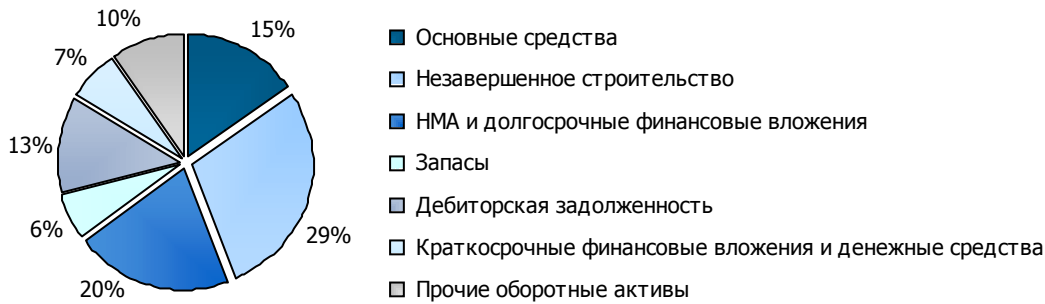 10%
15%
7%
13%
6%
20%
29%
Основные средства
Незавершенное строительство
НМА и долгосрочные финансовые вложения
Запасы
Дебиторская задолженность
Краткосрочные финансовые вложения и денежные средства
Прочие оборотные активы